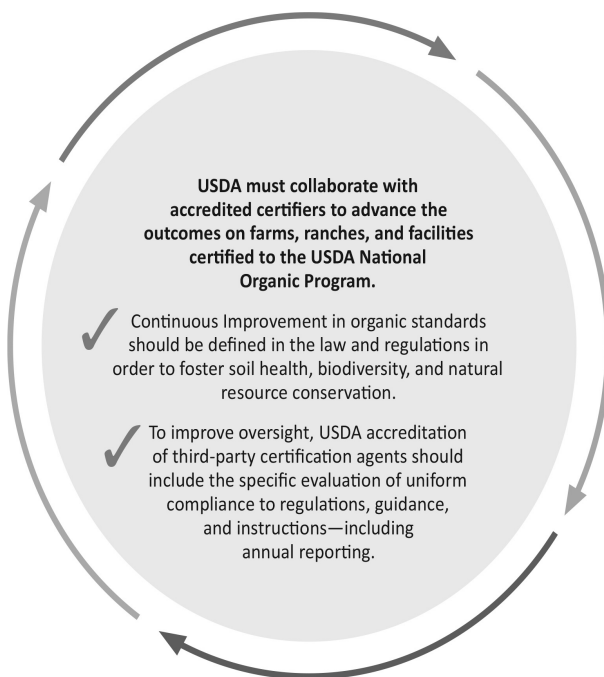 USDA must collaborate with
accredited certifiers to advance the
outcomes on farms, ranches, and facilities
certified to the USDA National
Organic Program.
✓ Continuous Improvement in organic standards
should be defined in the law and regulations in
order to foster soil health, biodiversity, and natural
resource conservation.
✓ To improve oversight, USDA accreditation
of third-party certification agents should
include the specific evaluation of uniform
compliance to regulations, guidance,
and instructions—including
annual reporting.